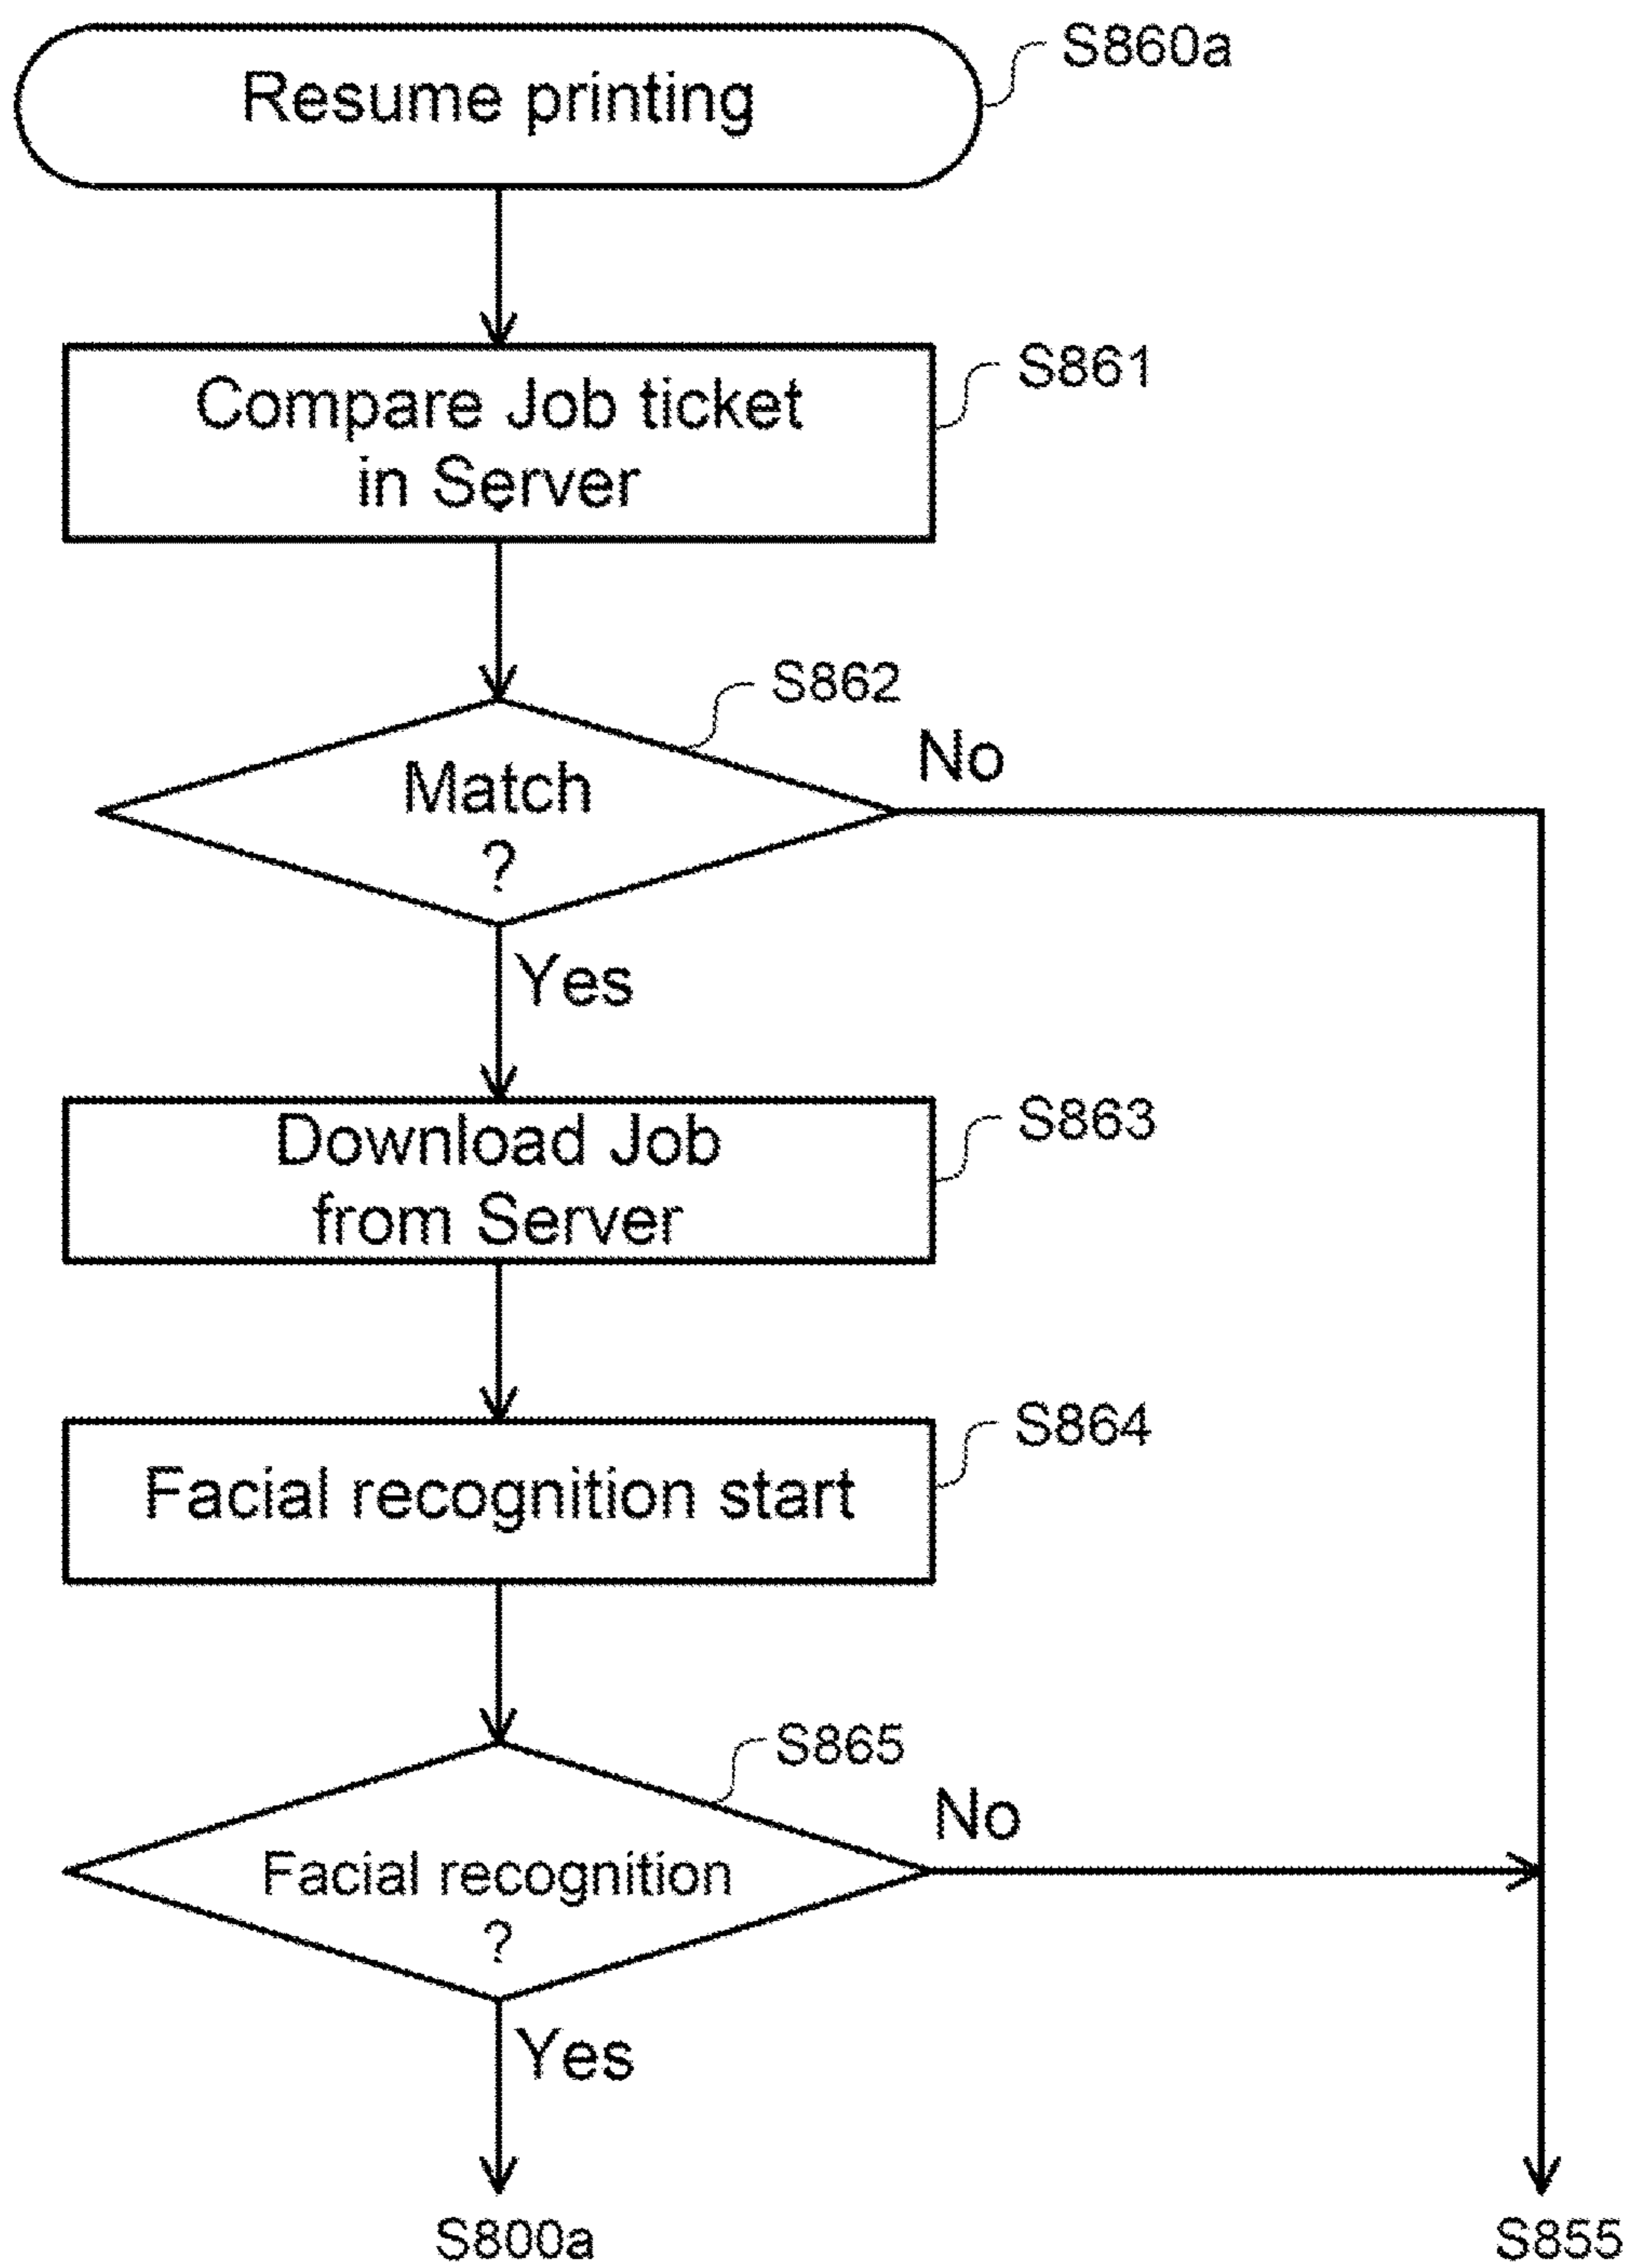 Resume printing
S860a
Compare Job ticket
in Server
S861
S862
Match
?
No
Yes
Download Job
from Server
S863
Facial recognition start
S864
S865
Facial recognition
?
No
Yes
S800a
S855